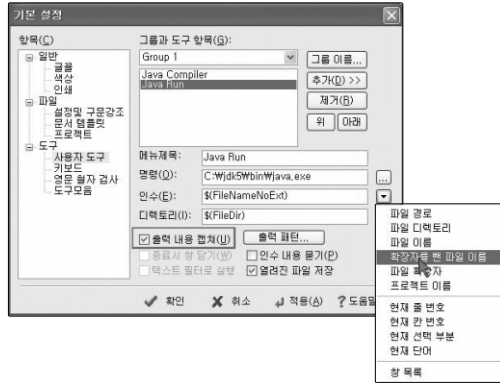 기본 설정
항목(C)
일반
글꼴
색상
인쇄
파일
설정및 구문강조
문서 템플릿
프로젝트
도구
사용자 도구
키보드
영문 철자 검사
도구모음
그룹과 도구 항목(G):
Group 1
그룹 이름...
Java Compiler
Java Run
추가(D) >>
제거(R)
위 아래
메뉴제목: Java Run
명령(O): C:₩jdk5₩bin₩java.exe ...
인수(E): $(FileNameNoExt)
디렉토리(I): $(FileDir)
출력 내용 캡쳐(U) 출력 패턴...
종료시 창 닫기(W) 인수 내용 묻기(P)
텍스트 필터로 실행 열려진 파일 저장
확인 취소 적용(A) ? 도움말
파일 경로
파일 디렉토리
파일 이름
확장자를 뺀 파일 이름
파일 확장자
프로젝트 이름
현재 줄 번호
현재 칸 번호
현재 선택 부분
현재 단어
창 목록